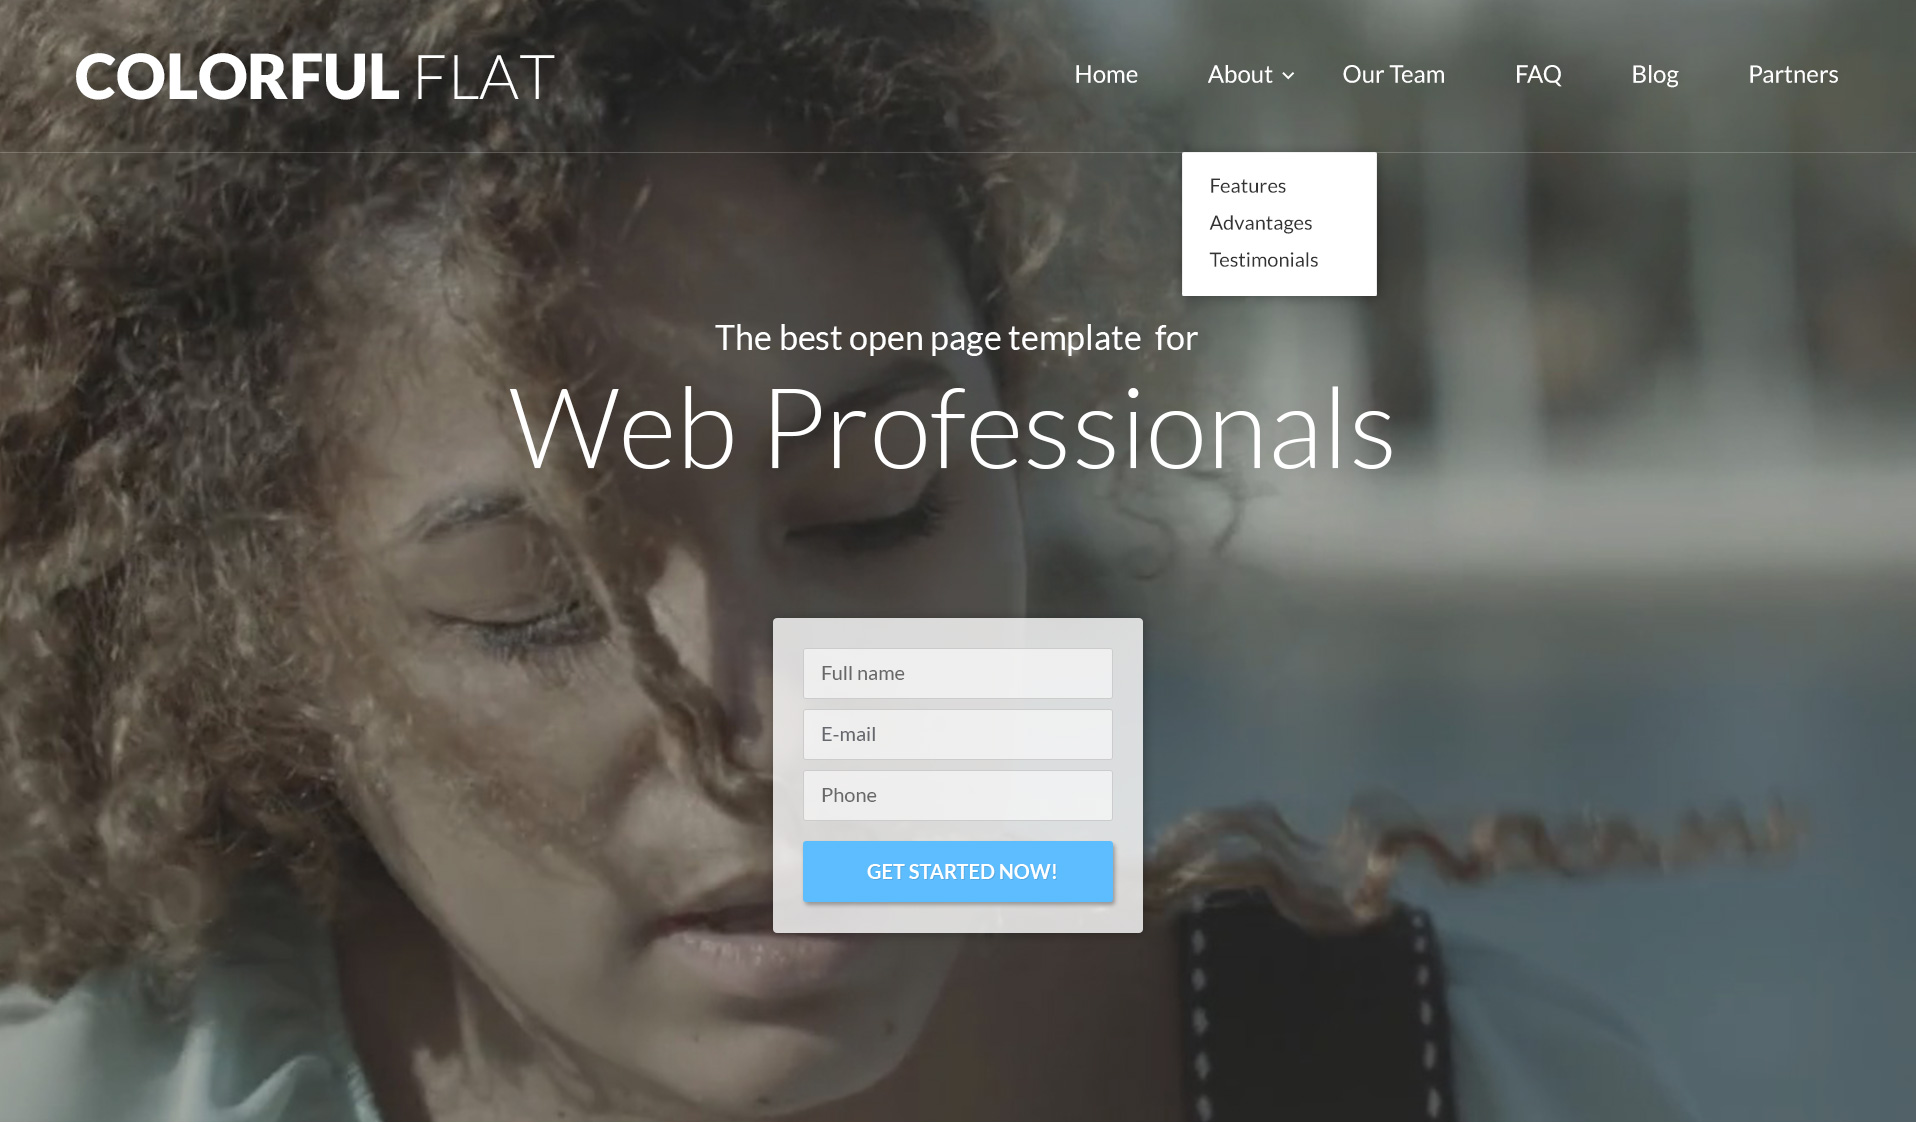 COLORFUL FLAT
Home About Our Team FAQ Blog Partners
Features
Advantages
Testimonials
The best open page template for
Web Professionals
Full name
E-mail
Phone
GET STARTED NOW!